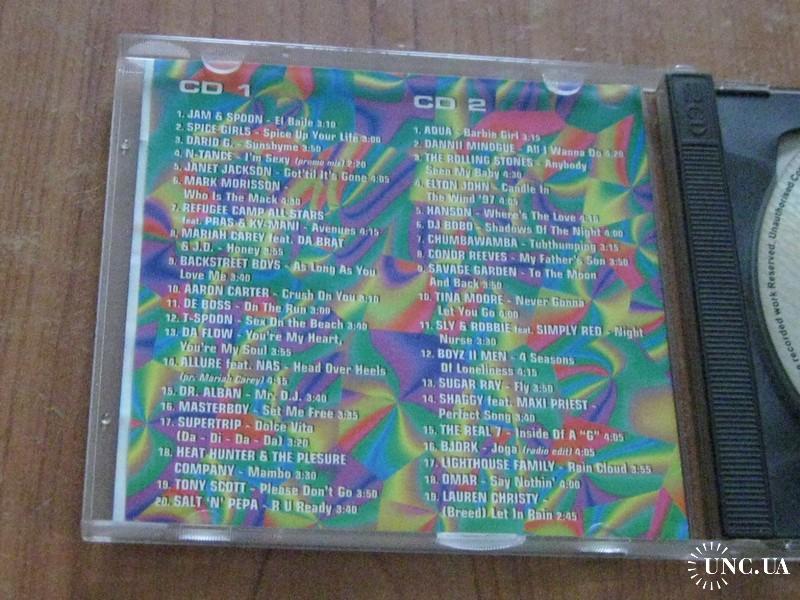 CD 1
1. JAM & SPOON - El Baile 3:10
2. SPICE GIRLS - Spice Up Your Life 3:00
3. DARIO G. - Sunshyme 3:50
4. N-TANCE - I'm Sexy (promo mix) 2:20
5. JANET JACKSON - Got'til It's Gone 4:05
6. MARK MORISSON -
Who Is The Mack 4:30
7. REFUGEE CAMP ALL STARS
feat. PRAS & KY-MANI - Avenues 4:15
8. MARIAH CAREY feat. DA BRAT
& J.D. - Honey 3:55
9. BACKSTREET BOYS - As Long As You
Love Me 3:40
10. AARON CARTER - Crush On You 3:10
11. DE BOSS - On The Run 3:00
12. T-SPOON - Sex On the Beach 3:40
13. DA FLOW - You're My Heart,
You're My Soul 3:55
14. ALLURE feat. NAS - Head Over Heels
(pr. Mariah Carey) 4:15
15. DR. ALBAN - Mr. D.J. 3:40
16. MASTERBOY - Set Me Free 3:35
17. SUPERTRIP - Dolce Vita
(Da - Di - Da - Da) 3:20
18. HEAT HUNTER & THE PLESURE
COMPANY - Mambo 3:30
19. TONY SCOTT - Please Don't Go 3:50
20. SALT 'N' PEPA - R U Ready 3:40
CD 2
1. AQUA - Barbie Girl 3:15
2. DANNII MINOGUE - All I Wanna Do 4:20
3. THE ROLLING STONES - Anybody
Seen My Baby 4:30
4. ELTON JOHN - Candle In
The Wind '97 4:05
5. HANSON - Where's The Love 4:10
6. DJ BOBO - Shadows Of The Night 4:00
7. CHUMBAWAMBA - Tubthumping 3:15
8. CONOR REEVES - My Father's Son 3:50
9. SAVAGE GARDEN - To The Moon
And Back 3:50
10. TINA MOORE - Never Gonna
Let You Go 4:00
11. SLY & ROBBIE feat. SIMPLY RED - Night
Nurse 3:30
12. BOYZ II MEN - 4 Seasons
Of Loneliness 4:15
13. SUGAR RAY - Fly 3:50
14. SHAGGY feat. MAXI PRIEST -
Perfect Song 3:40
15. THE REAL 7 - Inside Of A "G" 4:05
16. BJORK - Joga (radio edit) 4:05
17. LIGHTHOUSE FAMILY - Rain Cloud 3:55
18. OMAR - Say Nothin' 4:00
19. LAUREN CHRISTY -
(Breed) Let In Rain 2:45
2CD
recorded work Reserved. Unauthorised
UNC.UA